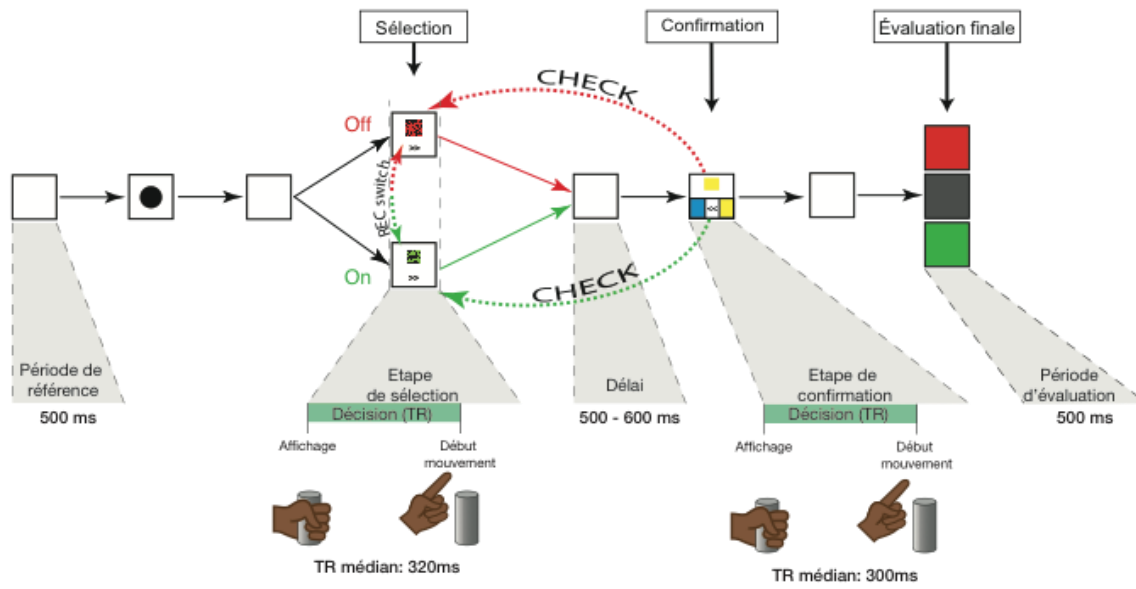 Sélection
Confirmation
Évaluation finale
CHECK
Off
>>
REC switch
<<
On
>>
CHECK
Période de
référence
500 ms
Etape
de sélection
Décision (TR)
Affichage
Début
mouvement
TR médian: 320ms
Délai
500 - 600 ms
Etape de
confirmation
Décision (TR)
Affichage
Début
mouvement
TR médian: 300ms
Période
d'évaluation
500 ms